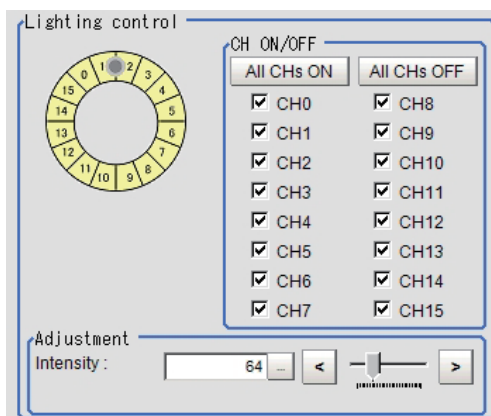 Lighting control
0 1 2 3 4 5 6 7 8 9 10 11 12 13 14 15
CH ON/OFF
All CHs ON All CHs OFF
CH0 CH8
CH1 CH9
CH2 CH10
CH3 CH11
CH4 CH12
CH5 CH13
CH6 CH14
CH7 CH15
Adjustment
Intensity : 64 ... < >